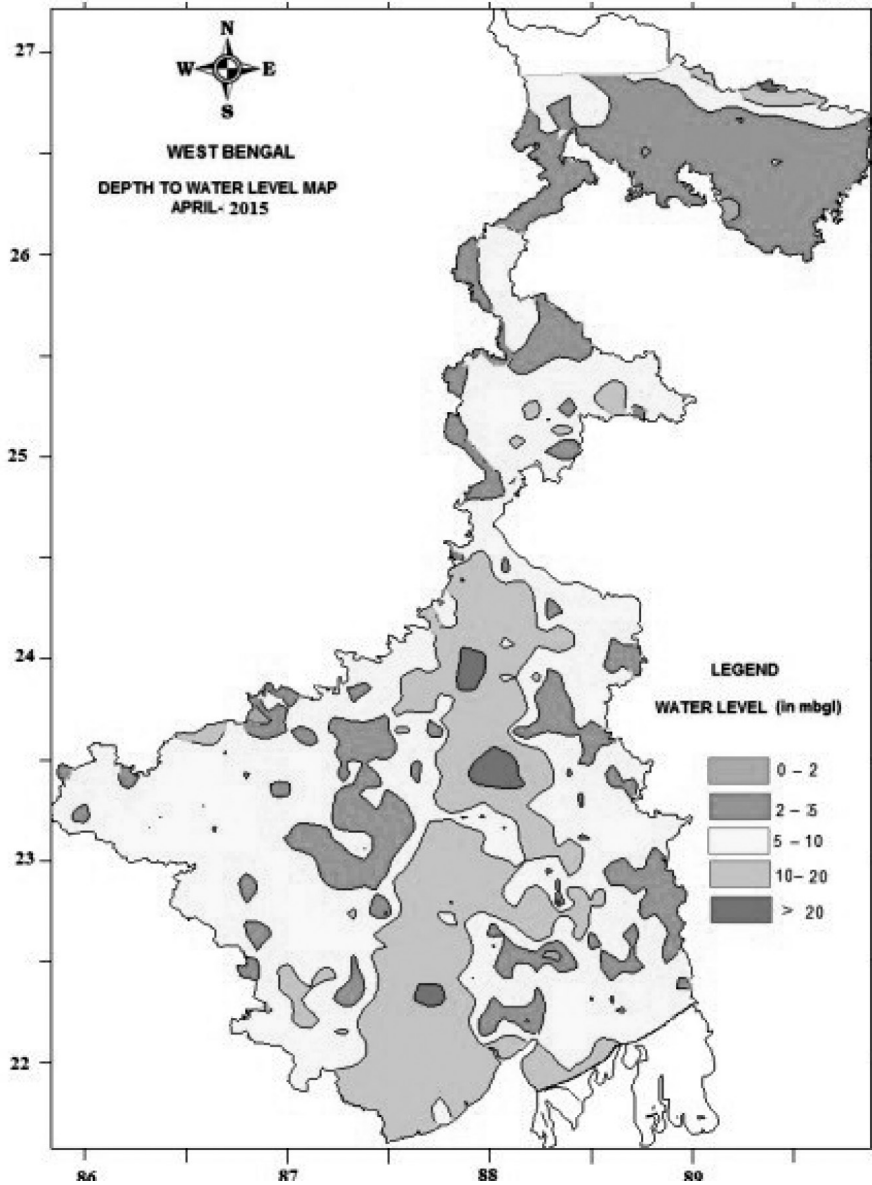 27
N
W E
S
WEST BENGAL
DEPTH TO WATER LEVEL MAP
APRIL- 2015
26
25
24
LEGEND
WATER LEVEL (in mbgl)
0 – 2
2 – 5
5 – 10
10 – 20
> 20
23
22
86 87 88 89